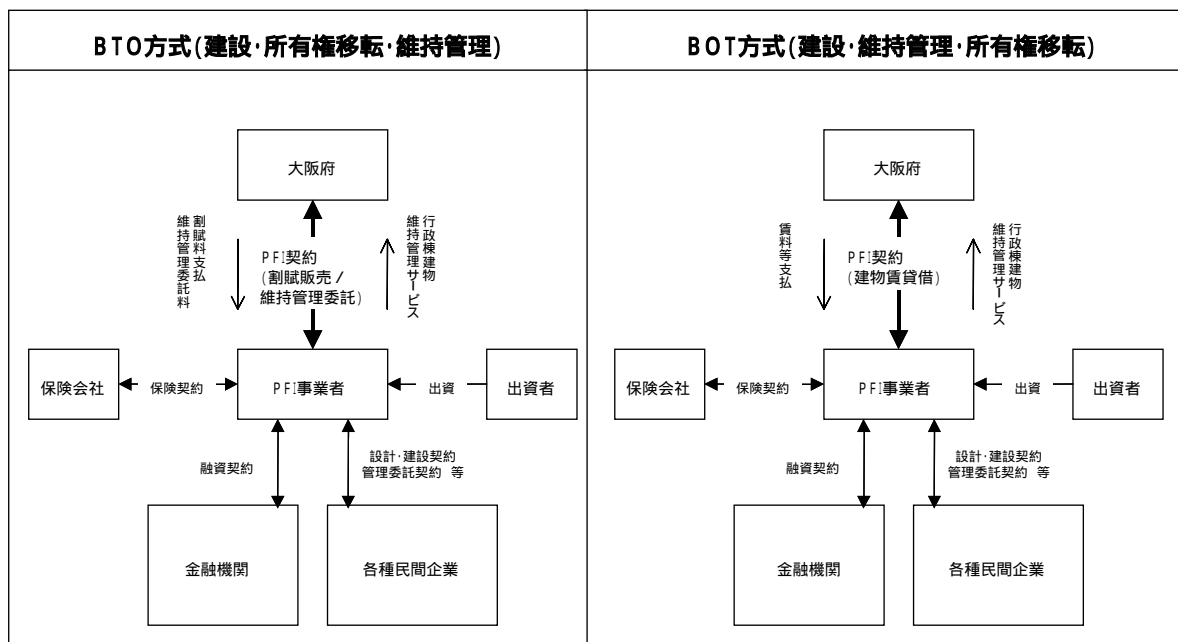 BTO方式(建設･所有権移転･維持管理)
大阪府
割賦料支払
維持管理委託料
PFI契約
(割賦販売/
維持管理委託)
行政棟建物
維持管理サービス
保険会社
保険契約
PFI事業者
出資
出資者
融資契約
設計･建設契約
管理委託契約 等
金融機関
各種民間企業
BOT方式(建設･維持管理･所有権移転)
大阪府
賃料等支払
PFI契約
(建物賃貸借)
行政棟建物
維持管理サービス
保険会社
保険契約
PFI事業者
出資
出資者
融資契約
設計･建設契約
管理委託契約 等
金融機関
各種民間企業